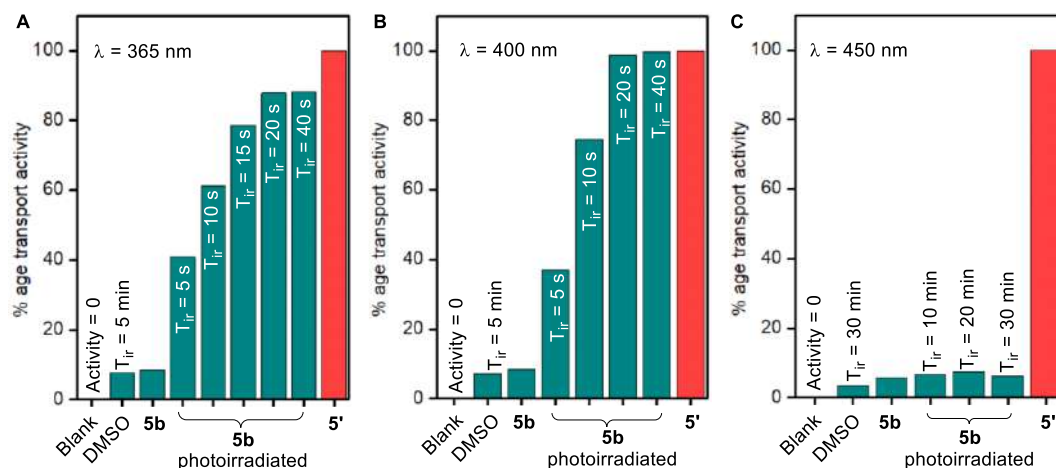 A
λ = 365 nm
% age transport activity
100
80
60
40
20
0
Activity = 0
T_ir = 5 min
T_ir = 5 s
T_ir = 10 s
T_ir = 15 s
T_ir = 20 s
T_ir = 40 s
Blank
DMSO
5b
5b
photoirradiated
5'
B
λ = 400 nm
% age transport activity
100
80
60
40
20
0
Activity = 0
T_ir = 5 min
T_ir = 5 s
T_ir = 10 s
T_ir = 20 s
T_ir = 40 s
Blank
DMSO
5b
5b
photoirradiated
5'
C
λ = 450 nm
% age transport activity
100
80
60
40
20
0
Activity = 0
T_ir = 30 min
T_ir = 10 min
T_ir = 20 min
T_ir = 30 min
Blank
DMSO
5b
5b
photoirradiated
5'